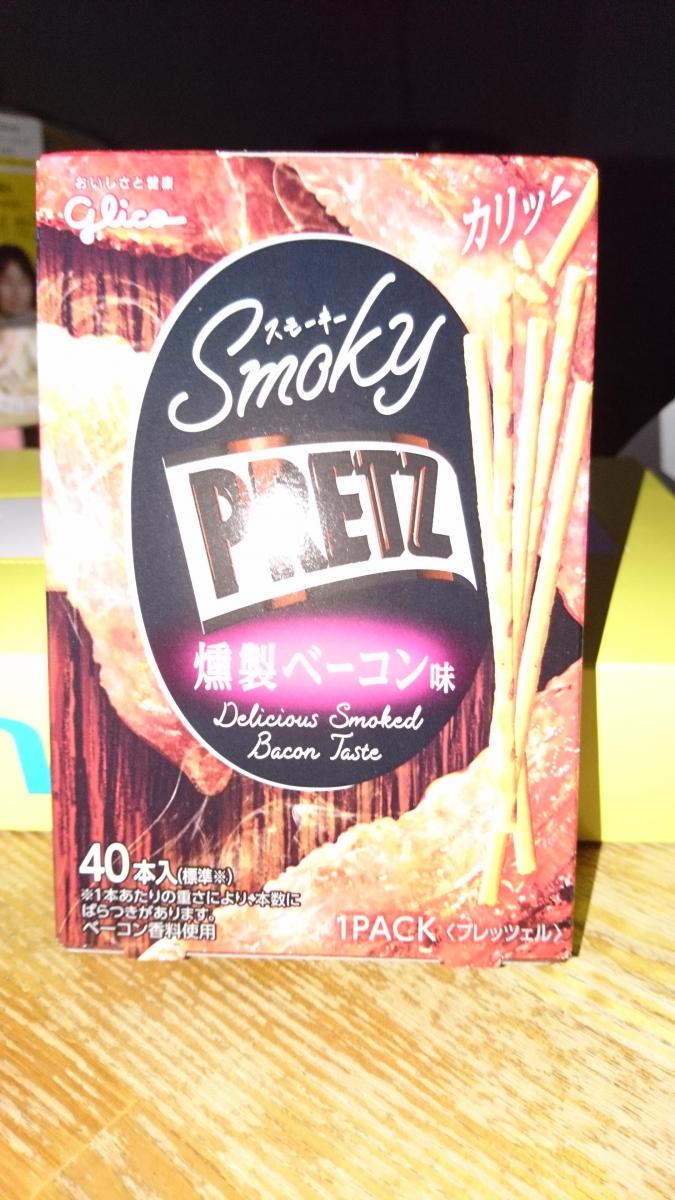 おいしさと健康
glico
カリッ
スモーキー
Smoky
PRETZ
燻製ベーコン味
Delicious Smoked
Bacon Taste
40本入(標準※)
※1本あたりの重さにより、本数に
ばらつきがあります。
ベーコン香料使用
1PACK 〈プレッツェル〉